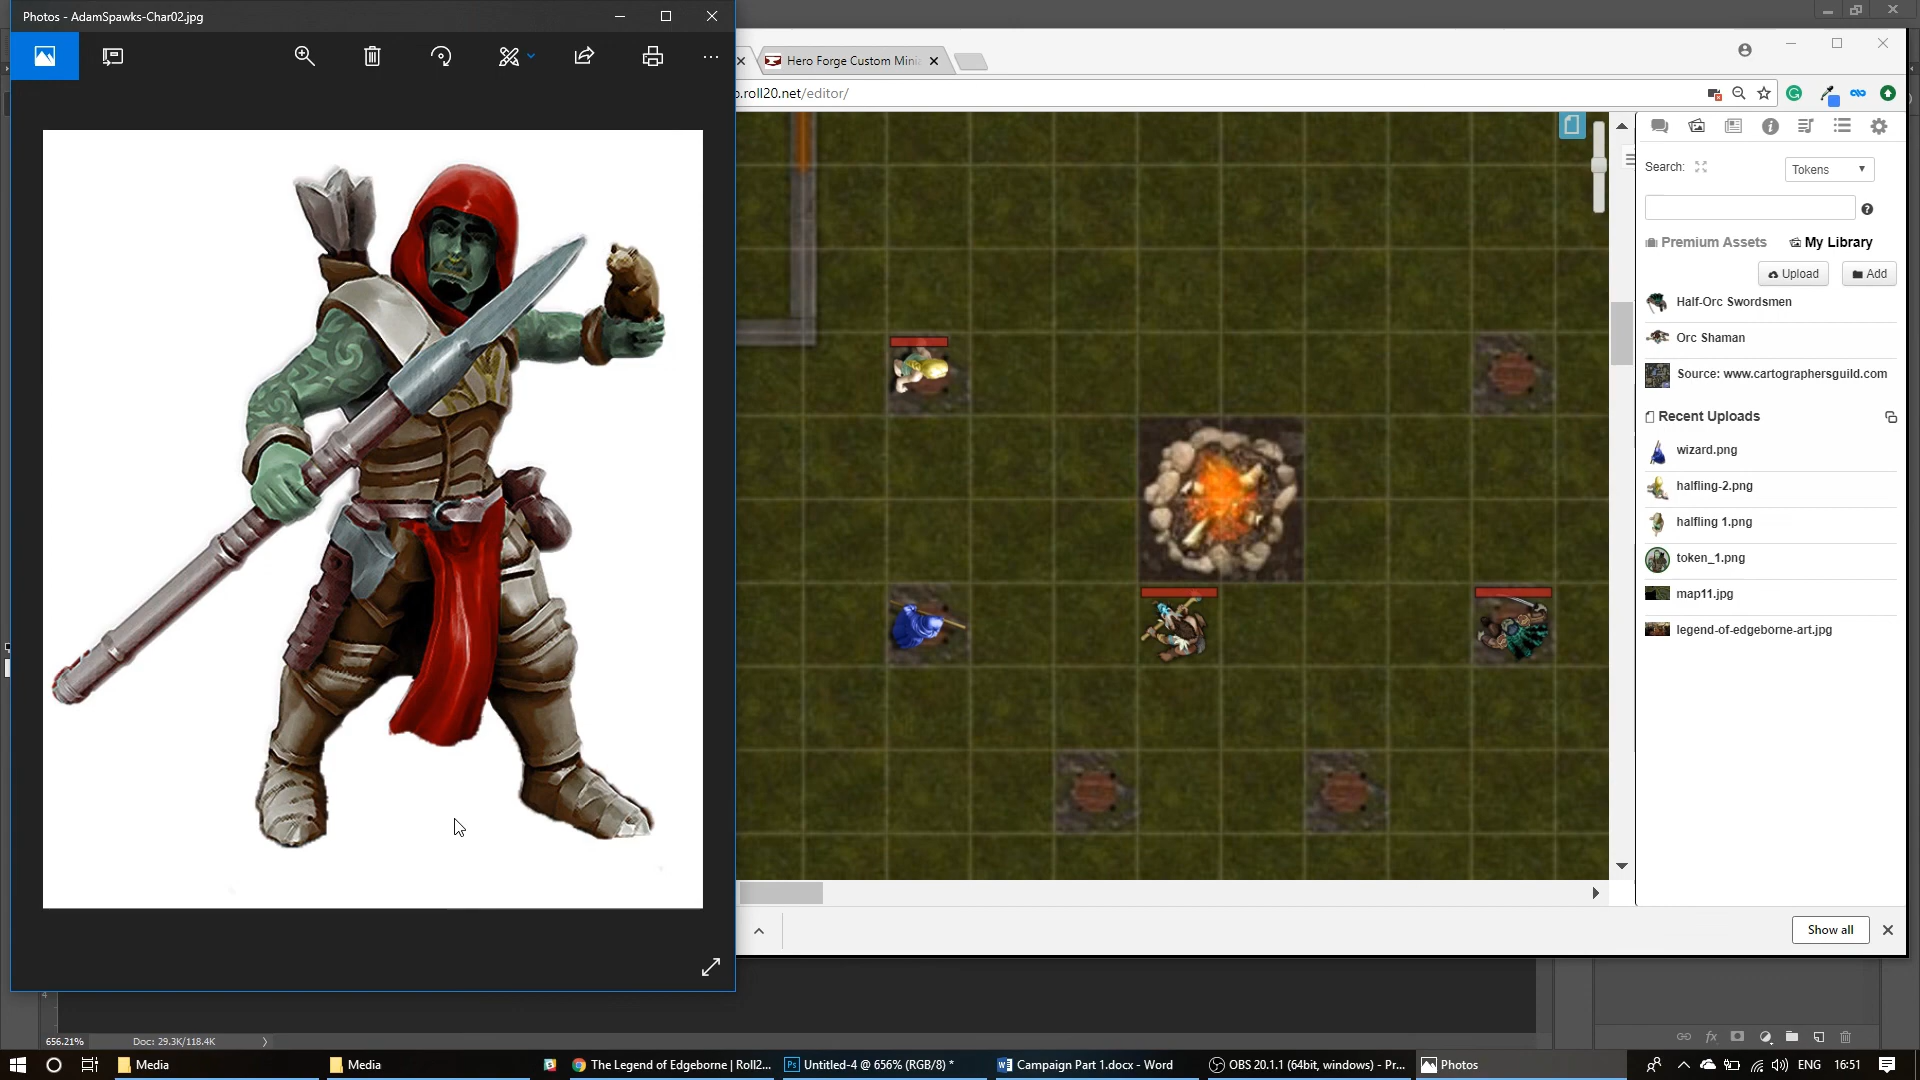 Photos - AdamSpawks-Char02.jpg
Hero Forge Custom Mini
o.roll20.net/editor/
Search:
Tokens
Premium Assets
My Library
Upload
Add
Half-Orc Swordsmen
Orc Shaman
Source: www.cartographersguild.com
Recent Uploads
wizard.png
halfling-2.png
halfling 1.png
token_1.png
map11.jpg
legend-of-edgeborne-art.jpg
Show all
4
656.21%
Doc: 29.3K/118.4K
fx
Media
Media
The Legend of Edgeborne | Roll2...
Ps
Untitled-4 @ 656% (RGB/8) *
Campaign Part 1.docx - Word
OBS 20.1.1 (64bit, windows) - Pr...
Photos
ENG
16:51